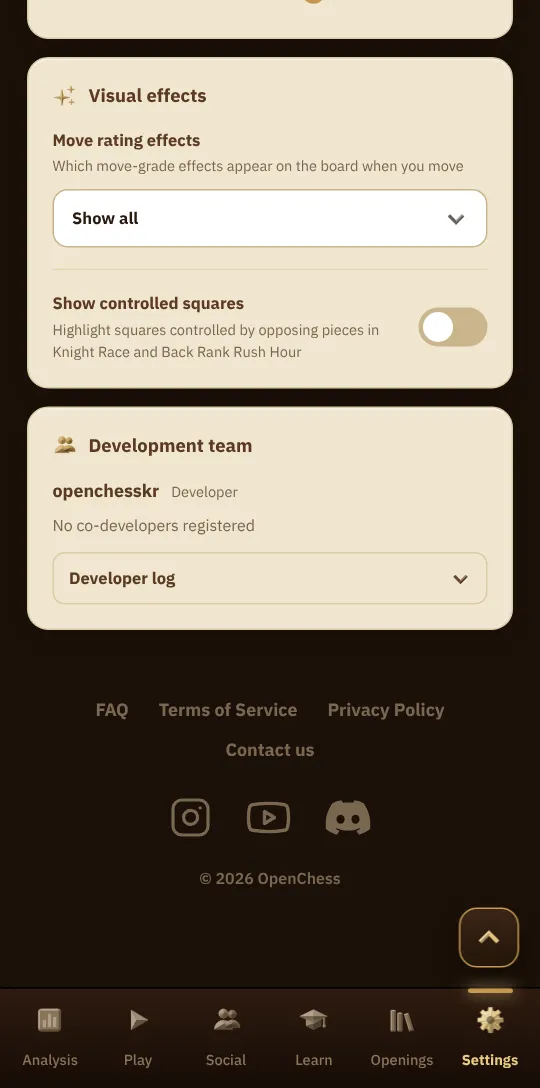 Visual effects
Move rating effects
Which move-grade effects appear on the board when you move
Show all
Show controlled squares
Highlight squares controlled by opposing pieces in
Knight Race and Back Rank Rush Hour
Development team
openchesskr Developer
No co-developers registered
Developer log
FAQ Terms of Service Privacy Policy
Contact us
© 2026 OpenChess
Analysis Play Social Learn Openings Settings